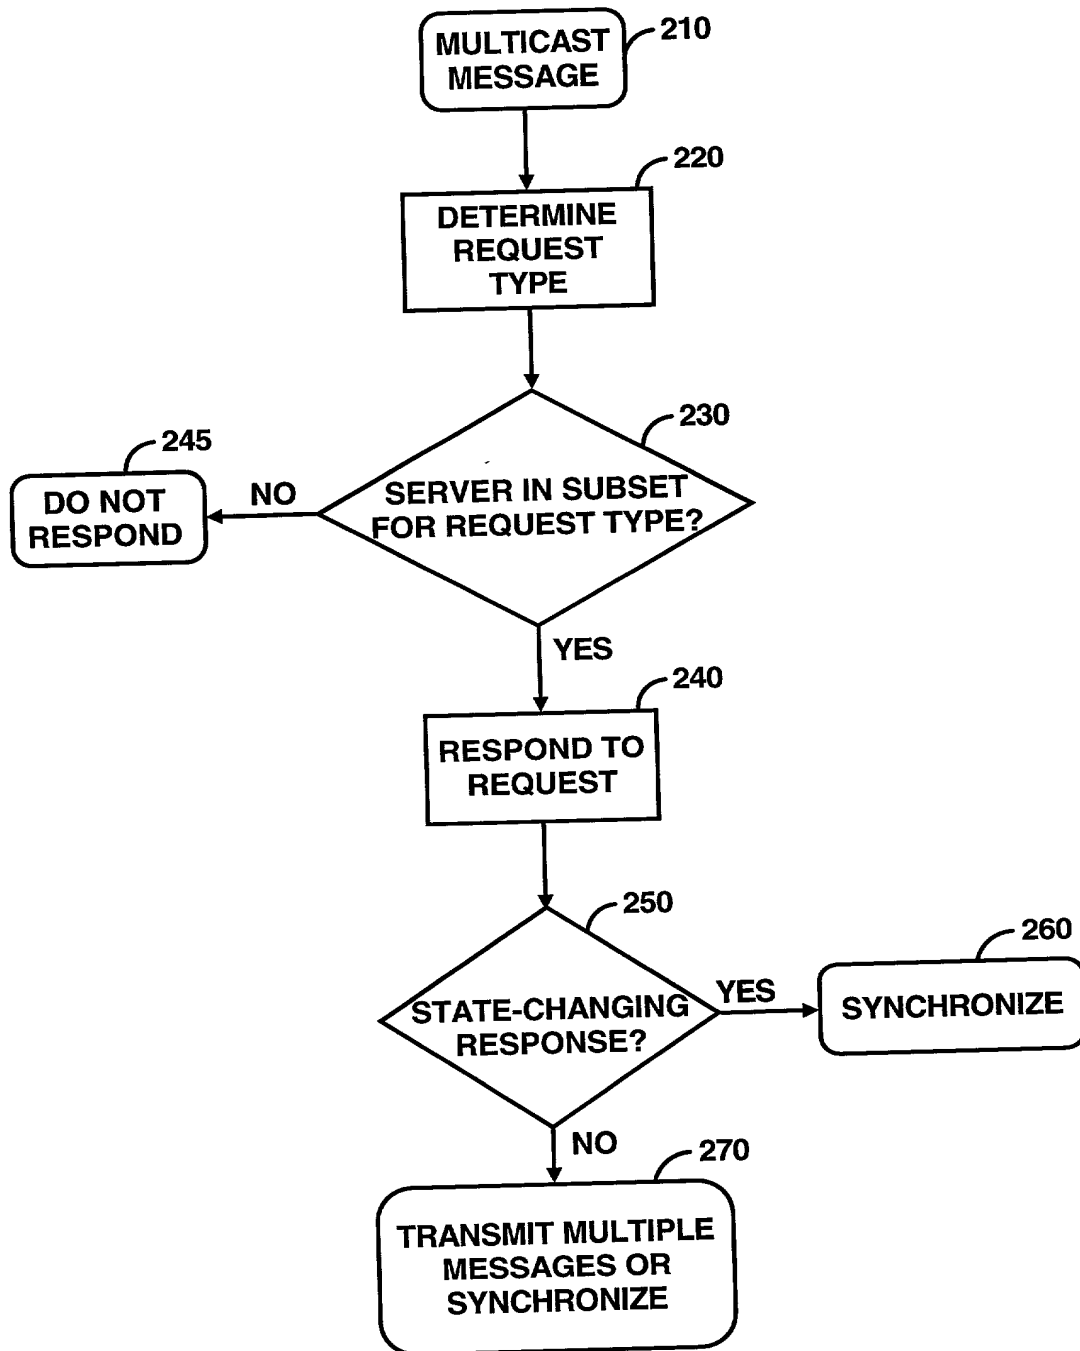 MULTICAST
MESSAGE
210
220
DETERMINE
REQUEST
TYPE
230
245
DO NOT
RESPOND
NO
SERVER IN SUBSET
FOR REQUEST TYPE?
YES
240
RESPOND TO
REQUEST
250
260
STATE-CHANGING
RESPONSE?
YES
SYNCHRONIZE
NO
270
TRANSMIT MULTIPLE
MESSAGES OR
SYNCHRONIZE